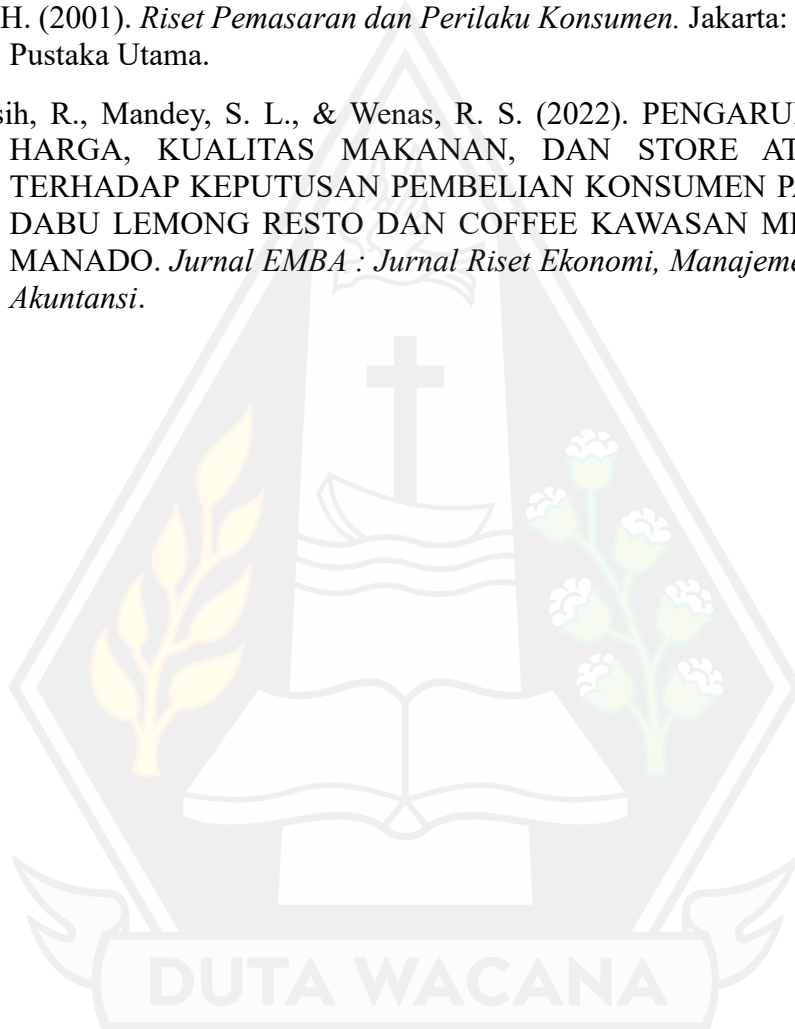 H. (2001). Riset Pemasaran dan Perilaku Konsumen. Jakarta:
Pustaka Utama.
sih, R., Mandey, S. L., & Wenas, R. S. (2022). PENGARU
HARGA, KUALITAS MAKANAN, DAN STORE AT
TERHADAP KEPUTUSAN PEMBELIAN KONSUMEN PA
DABU LEMONG RESTO DAN COFFEE KAWASAN M
MANADO. Jurnal EMBA : Jurnal Riset Ekonomi, Manajeme
Akuntansi.
DUTA WACANA